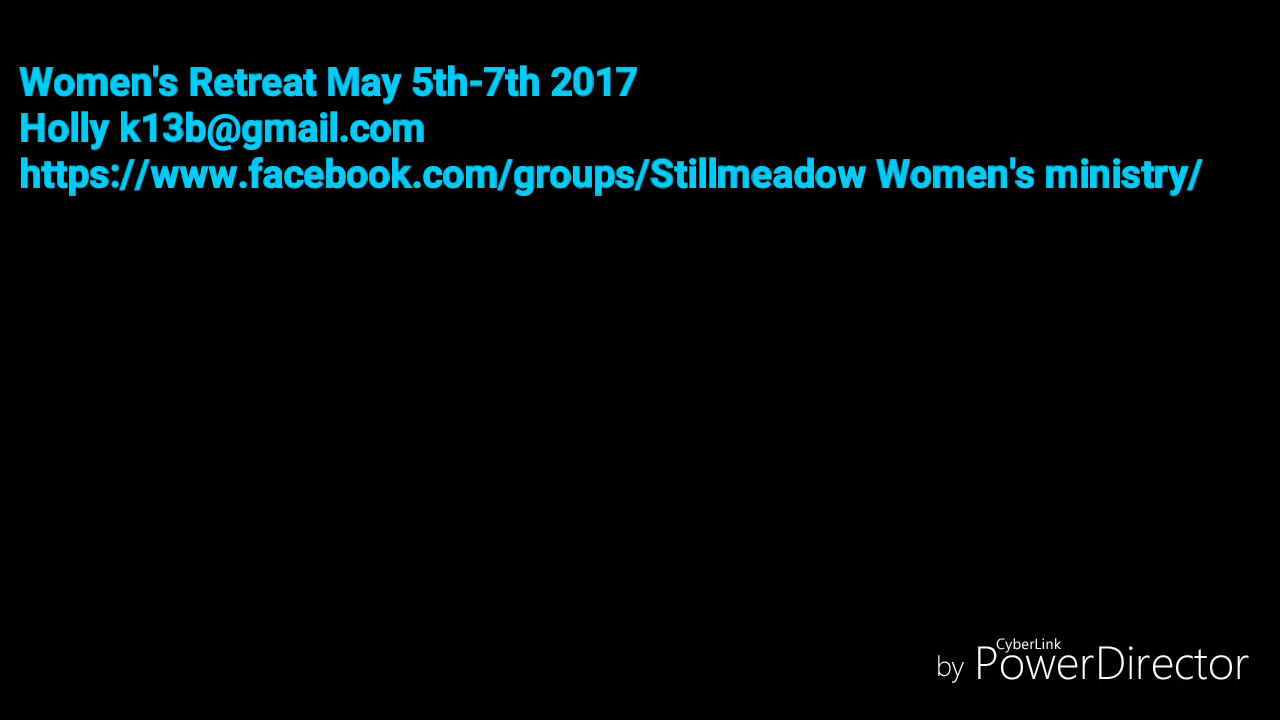 Women's Retreat May 5th-7th 2017
Holly k13b@gmail.com
https://www.facebook.com/groups/Stillmeadow Women's ministry/
by CyberLink PowerDirector